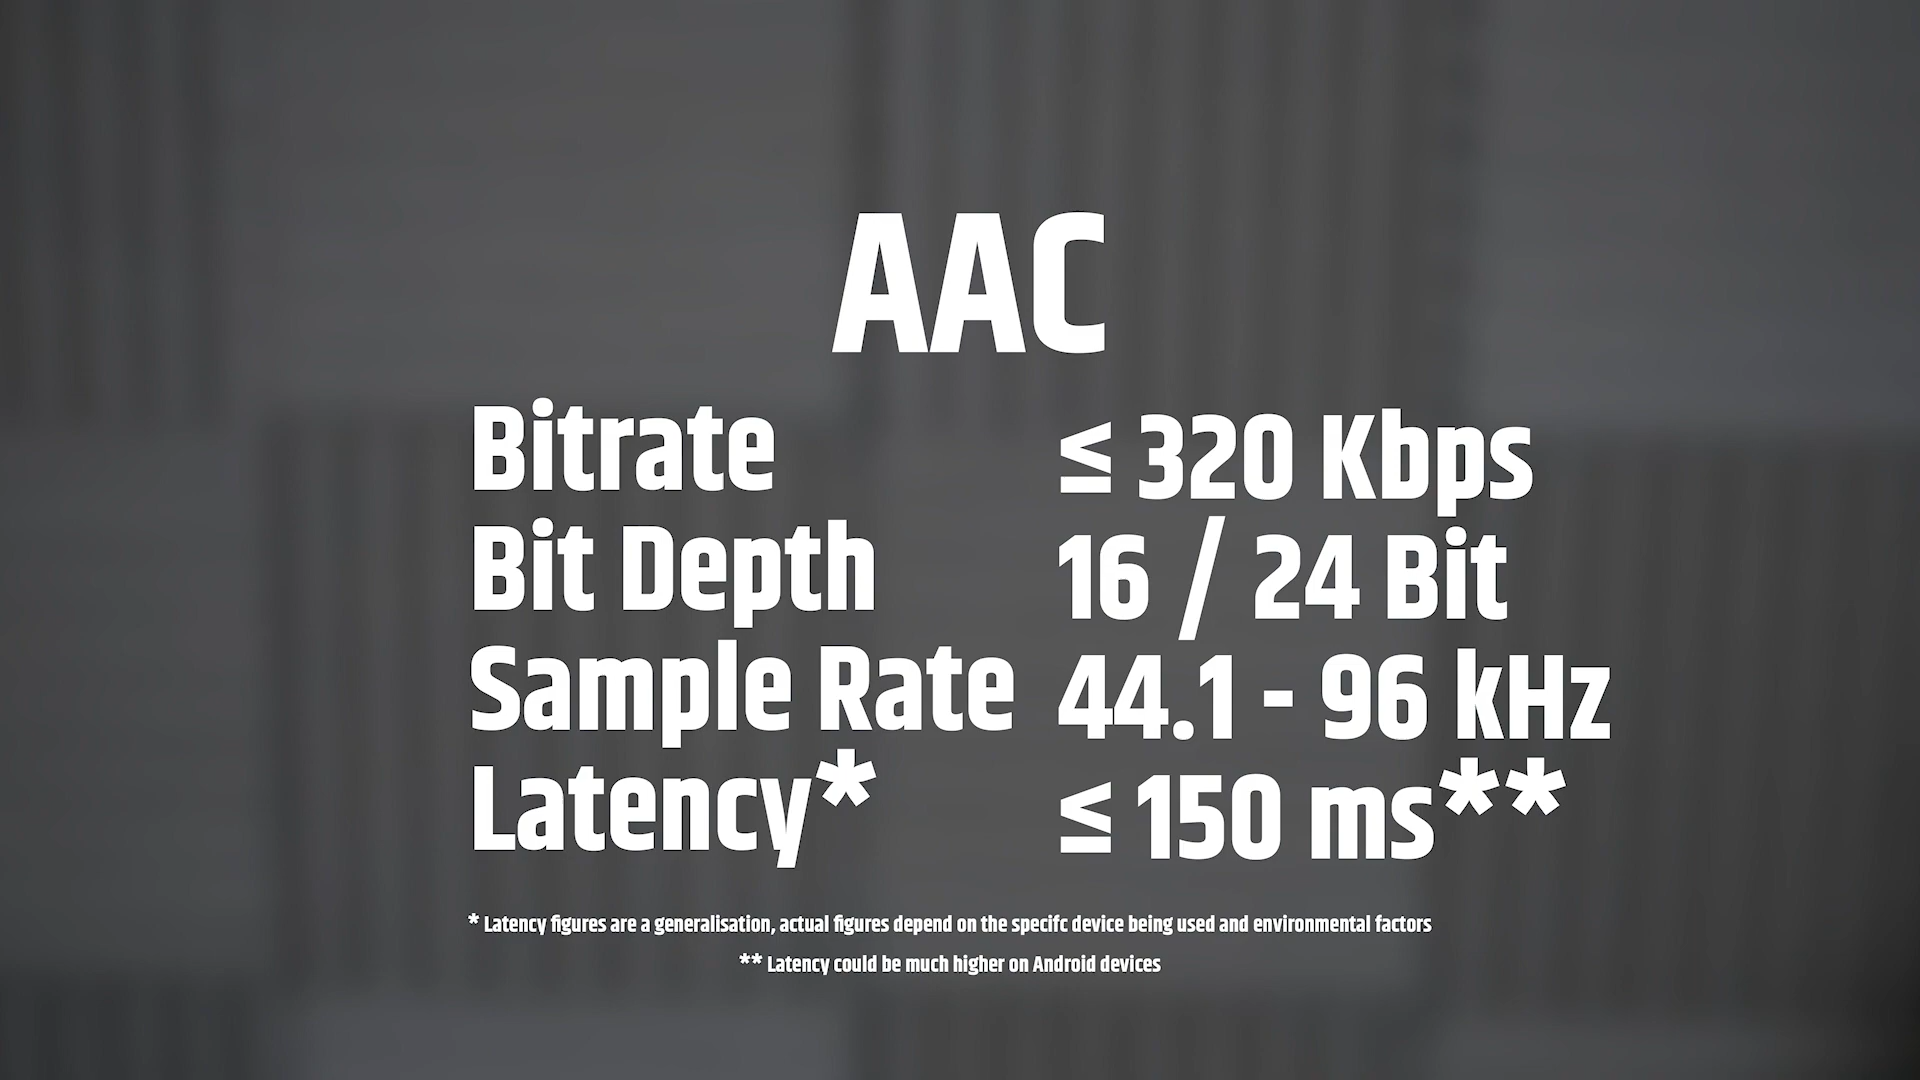 AAC
Bitrate ≤ 320 Kbps
Bit Depth 16 / 24 Bit
Sample Rate 44.1 - 96 kHz
Latency* ≤ 150 ms**
* Latency figures are a generalisation, actual figures depend on the specifc device being used and environmental factors
** Latency could be much higher on Android devices